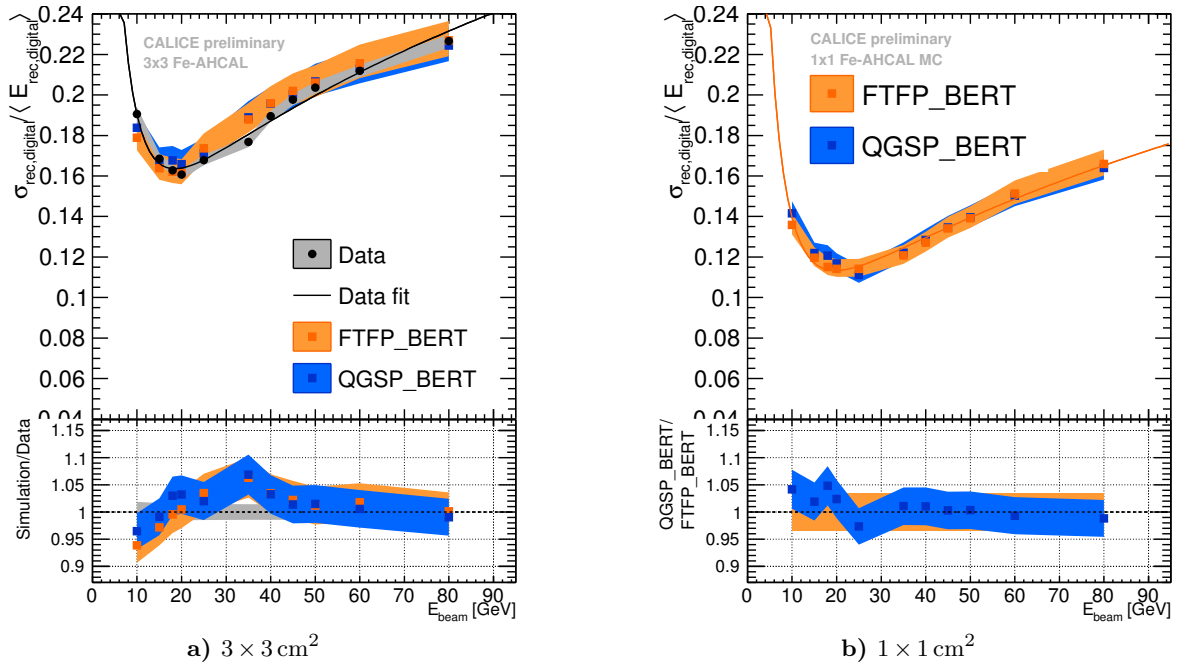 σrec,digital/⟨ Erec,digital⟩
0.24
0.22
0.2
0.18
0.16
0.14
0.12
0.1
0.08
0.06
0.04
CALICE preliminary
3x3 Fe-AHCAL
Data
Data fit
FTFP_BERT
QGSP_BERT
Simulation/Data
1.15
1.1
1.05
1
0.95
0.9
0 10 20 30 40 50 60 70 80 90
Ebeam [GeV]
a) 3 × 3 cm²
σrec,digital/⟨ Erec,digital⟩
0.24
0.22
0.2
0.18
0.16
0.14
0.12
0.1
0.08
0.06
0.04
CALICE preliminary
1x1 Fe-AHCAL MC
FTFP_BERT
QGSP_BERT
QGSP_BERT/
FTFP_BERT
1.15
1.1
1.05
1
0.95
0.9
0 10 20 30 40 50 60 70 80 90
Ebeam [GeV]
b) 1 × 1 cm²